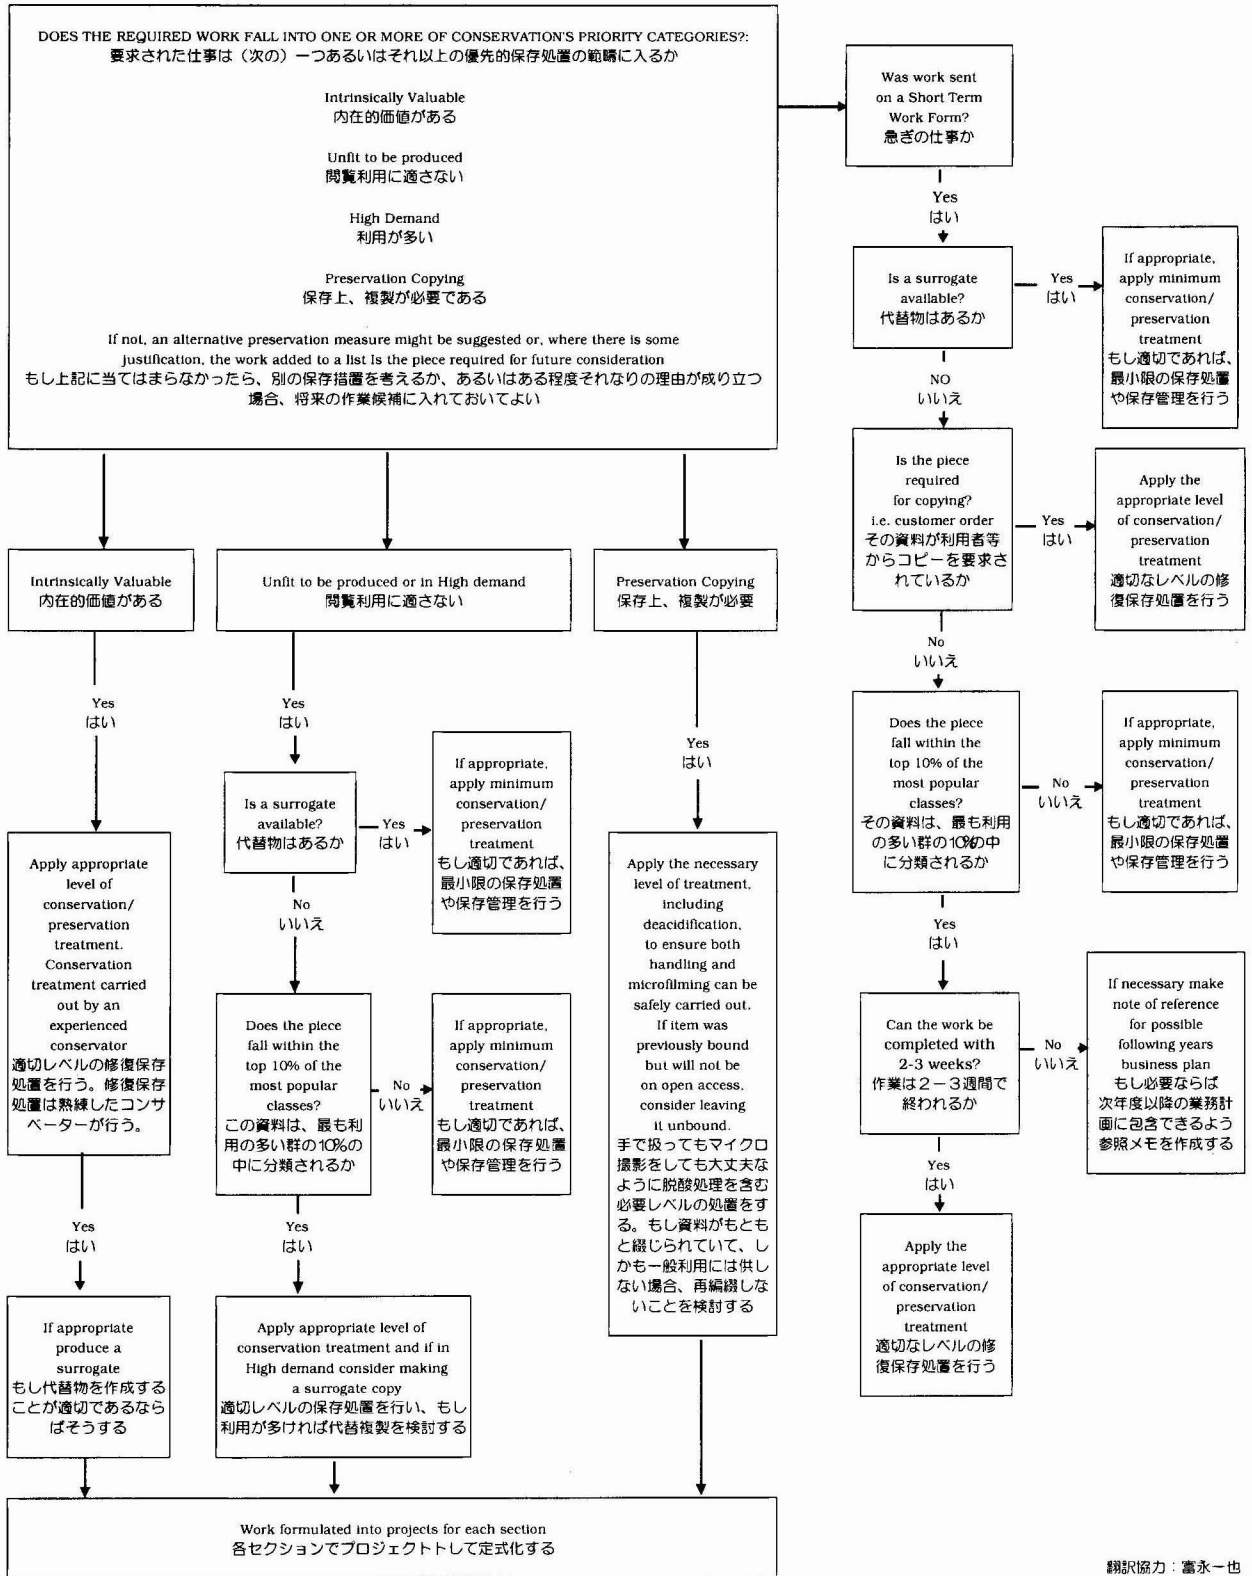 DOES THE REQUIRED WORK FALL INTO ONE OR MORE OF CONSERVATION'S PRIORITY CATEGORIES?:
要求された仕事は（次の）一つあるいはそれ以上の優先的保存処置の範疇に入るか
Intrinsically Valuable
内在的価値がある
Unfit to be produced
閲覧利用に適さない
High Demand
利用が多い
Preservation Copying
保存上、複製が必要である
If not, an alternative preservation measure might be suggested or, where there is some
justification, the work added to a list Is the piece required for future consideration
もし上記に当てはまらなかったら、別の保存措置を考えるか、あるいはある程度それなりの理由が成り立つ
場合、将来の作業候補に入れておいてよい
Intrinsically Valuable
内在的価値がある
Yes
はい
Apply appropriate
level of
conservation/
preservation
treatment.
Conservation
treatment carried
out by an
experienced
conservator
適切レベルの修復保存
処置を行う。修復保存
処置は熟練したコンサ
ベーターが行う。
Yes
はい
If appropriate
produce a
surrogate
もし代替物を作成する
ことが適切であるなら
ばそうする
Unfit to be produced or in High demand
閲覧利用に適さない
Yes
はい
Is a surrogate
available?
代替物はあるか
Yes
はい
If appropriate,
apply minimum
conservation/
preservation
treatment
もし適切であれば、
最小限の保存処置
や保存管理を行う
No
いいえ
Does the piece
fall within the
top 10% of the
most popular
classes?
この資料は、最も利
用の多い群の10%の
中に分類されるか
No
いいえ
If appropriate,
apply minimum
conservation/
preservation
treatment
もし適切であれば、
最小限の保存処置
や保存管理を行う
Yes
はい
Apply appropriate level of
conservation treatment and if in
High demand consider making
a surrogate copy
適切レベルの保存処置を行い、もし
利用が多ければ代替複製を検討する
Preservation Copying
保存上、複製が必要
Yes
はい
Apply the necessary
level of treatment,
including
deacidification,
to ensure both
handling and
microfilming can be
safely carried out.
If item was
previously bound
but will not be
on open access,
consider leaving
it unbound.
手で扱ってもマイクロ
撮影をしても大丈夫な
ように脱酸処理を含む
必要レベルの処置をす
る。もし資料がもとも
と綴じられていて、し
かも一般利用には供し
ない場合、再編綴しな
いことを検討する
Work formulated into projects for each section
各セクションでプロジェクトトして定式化する
Was work sent
on a Short Term
Work Form?
急ぎの仕事か
Yes
はい
Is a surrogate
available?
代替物はあるか
Yes
はい
If appropriate,
apply minimum
conservation/
preservation
treatment
もし適切であれば、
最小限の保存処置
や保存管理を行う
NO
いいえ
Is the piece
required
for copying?
i.e. customer order
その資料が利用者等
からコピーを要求さ
れているか
Yes
はい
Apply the
appropriate level
of conservation/
preservation
treatment
適切なレベルの修
復保存処置を行う
No
いいえ
Does the piece
fall within the
top 10% of the
most popular
classes?
その資料は、最も利用
の多い群の10%の中
に分類されるか
No
いいえ
If appropriate,
apply minimum
conservation/
preservation
treatment
もし適切であれば、
最小限の保存処置
や保存管理を行う
Yes
はい
Can the work be
completed with
2-3 weeks?
作業は２－３週間で
終われるか
No
いいえ
If necessary make
note of reference
for possible
following years
business plan
もし必要ならば
次年度以降の業務計
画に包含できるよう
参照メモを作成する
Yes
はい
Apply the
appropriate level
of conservation/
preservation
treatment
適切なレベルの修
復保存処置を行う
翻訳協力：富永一也